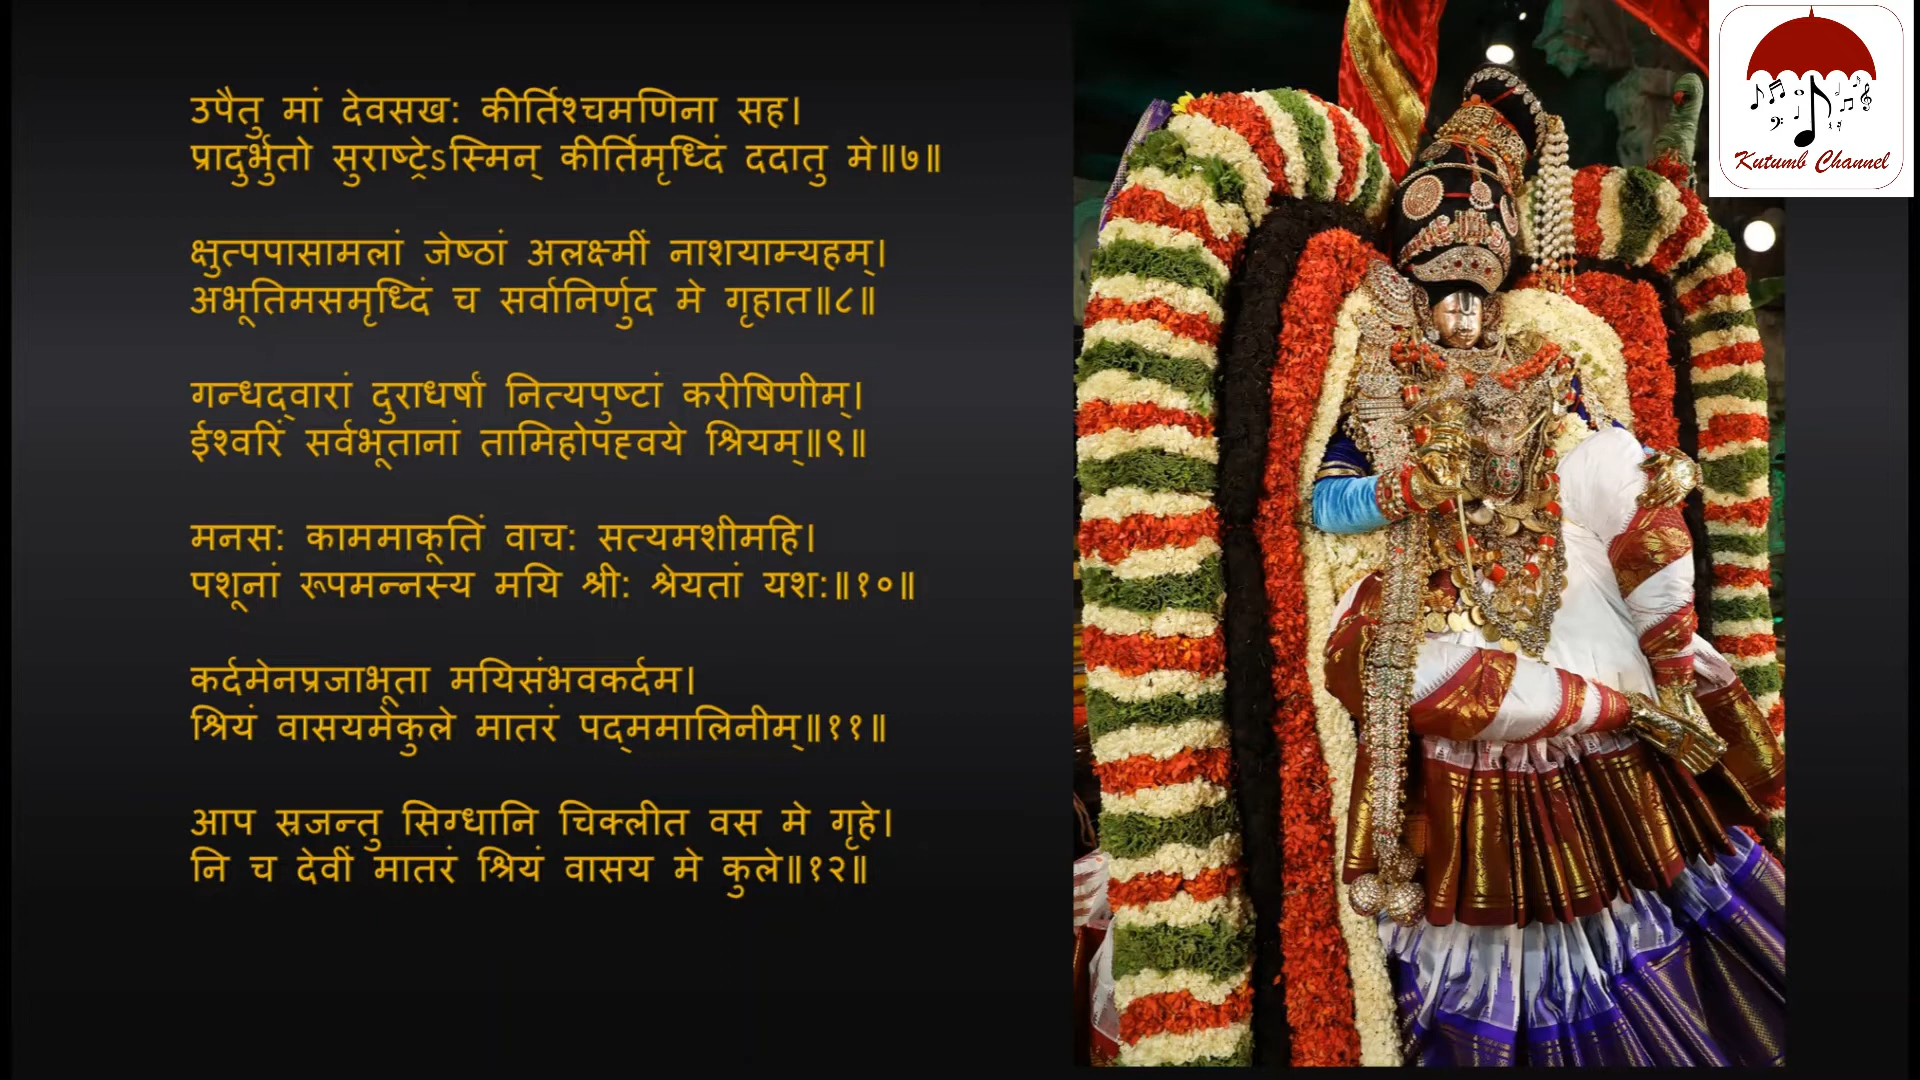 उपैतु मां देवसख: कीर्तिश्चमणिना सह।
प्रादुर्भुतो सुराष्ट्रेऽस्मिन् कीर्तिमृध्दिं ददातु मे॥७॥
क्षुत्पपासामलां जेष्ठां अलक्ष्मीं नाशयाम्यहम्।
अभूतिमसमृध्दिं च सर्वानिर्णुद मे गृहात॥८॥
गन्धद्वारां दुराधर्षां नित्यपुष्टां करीषिणीम्।
ईश्वरिं सर्वभूतानां तामिहोपह्वये श्रियम्॥९॥
मनस: काममाकूतिं वाच: सत्यमशीमहि।
पशूनां रूपमन्नस्य मयि श्री: श्रेयतां यश:॥१०॥
कर्दमेनप्रजाभूता मयिसंभवकर्दम।
श्रियं वासयमेकुले मातरं पद्ममालिनीम्॥११॥
आप स्रजन्तु सिग्धानि चिक्लीत वस मे गृहे।
नि च देवीं मातरं श्रियं वासय मे कुले॥१२॥
Kutumb Channel